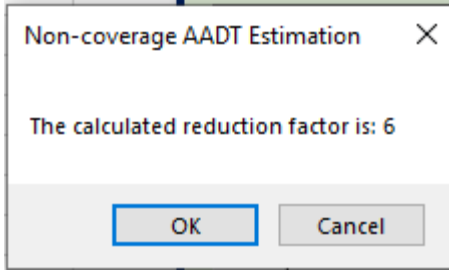 Non-coverage AADT Estimation
The calculated reduction factor is: 6
OK Cancel